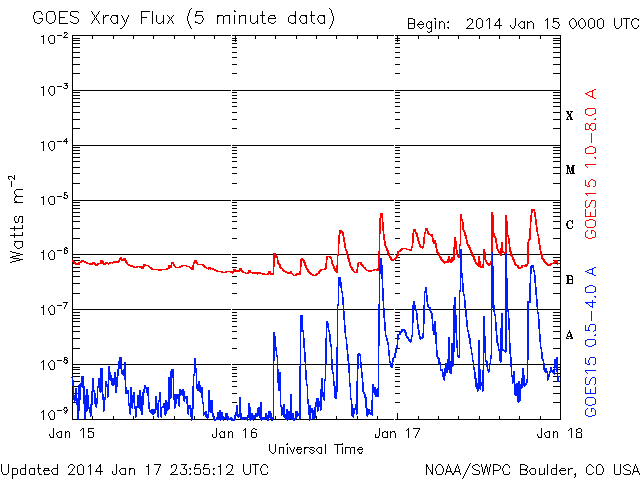 GOES Xray Flux (5 minute data)
Begin: 2014 Jan 15 0000 UTC
10⁻²
10⁻³
10⁻⁴
10⁻⁵
10⁻⁶
10⁻⁷
10⁻⁸
10⁻⁹
Watts m⁻²
X
M
C
B
A
GOES15 1.0-8.0 A
GOES15 0.5-4.0 A
Jan 15
Jan 16
Jan 17
Jan 18
Universal Time
Updated 2014 Jan 17 23:55:12 UTC
NOAA/SWPC Boulder, CO USA